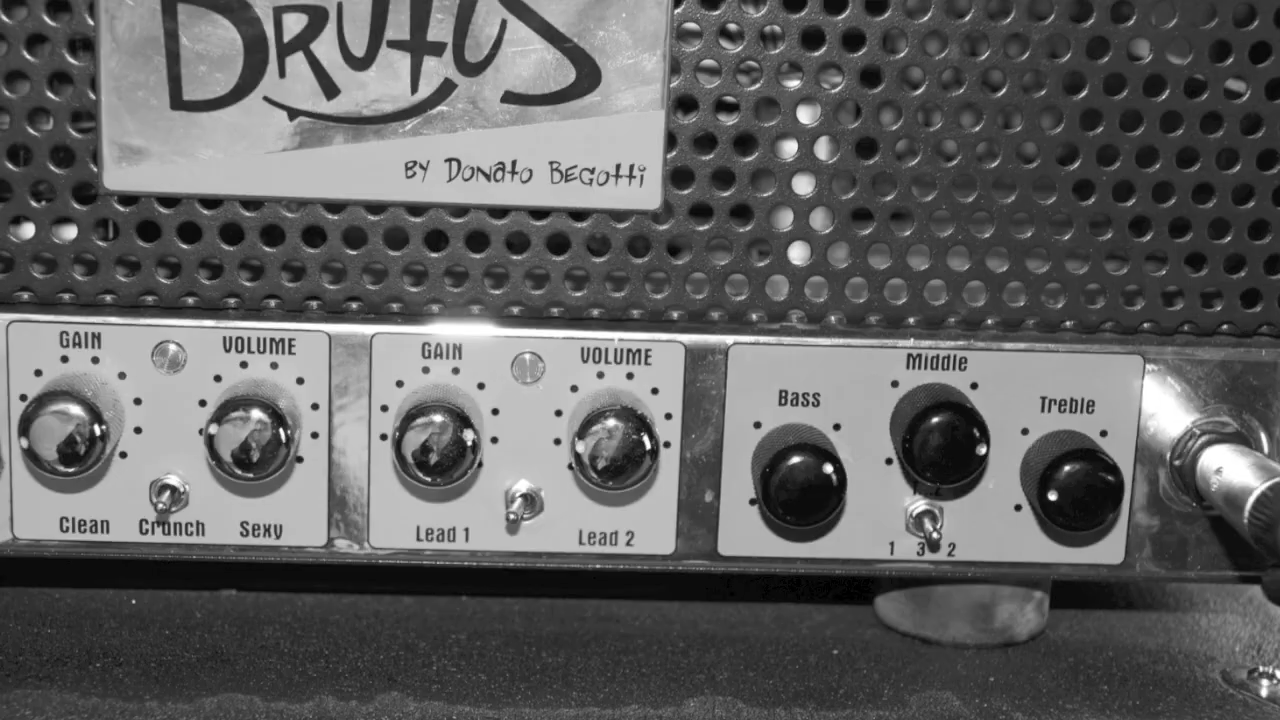 BRUTUS
BY DONATO BEGOTTI
GAIN VOLUME
Clean Crunch Sexy
GAIN VOLUME
Lead 1 Lead 2
Bass Middle Treble
1 3 2